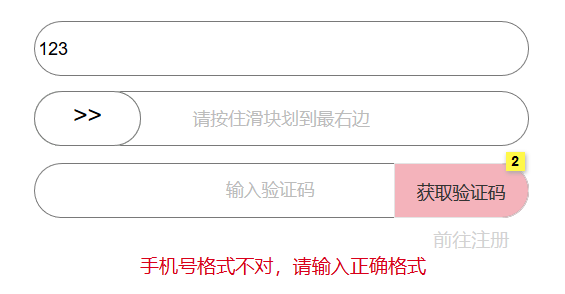 123
>> 请按住滑块划到最右边
2
输入验证码 获取验证码
前往注册
手机号格式不对，请输入正确格式